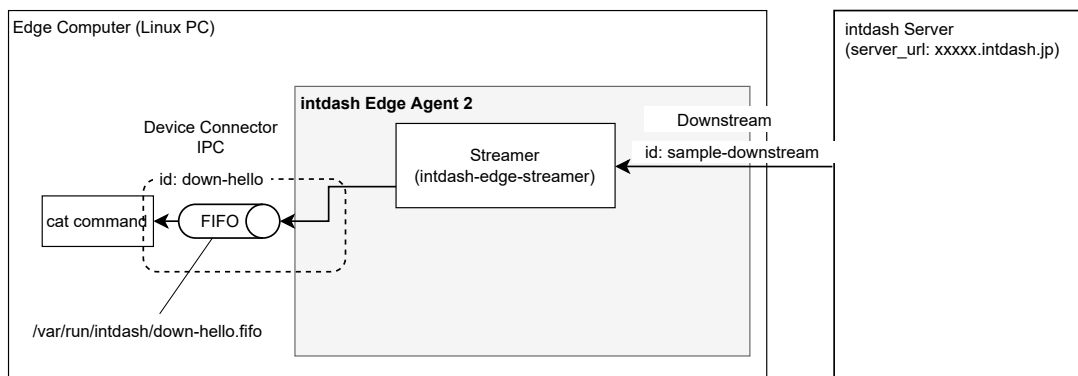 Edge Computer (Linux PC)
intdash Server
(server_url: xxxxx.intdash.jp)
intdash Edge Agent 2
Downstream
id: sample-downstream
Streamer
(intdash-edge-streamer)
Device Connector
IPC
id: down-hello
cat command
FIFO
/var/run/intdash/down-hello.fifo